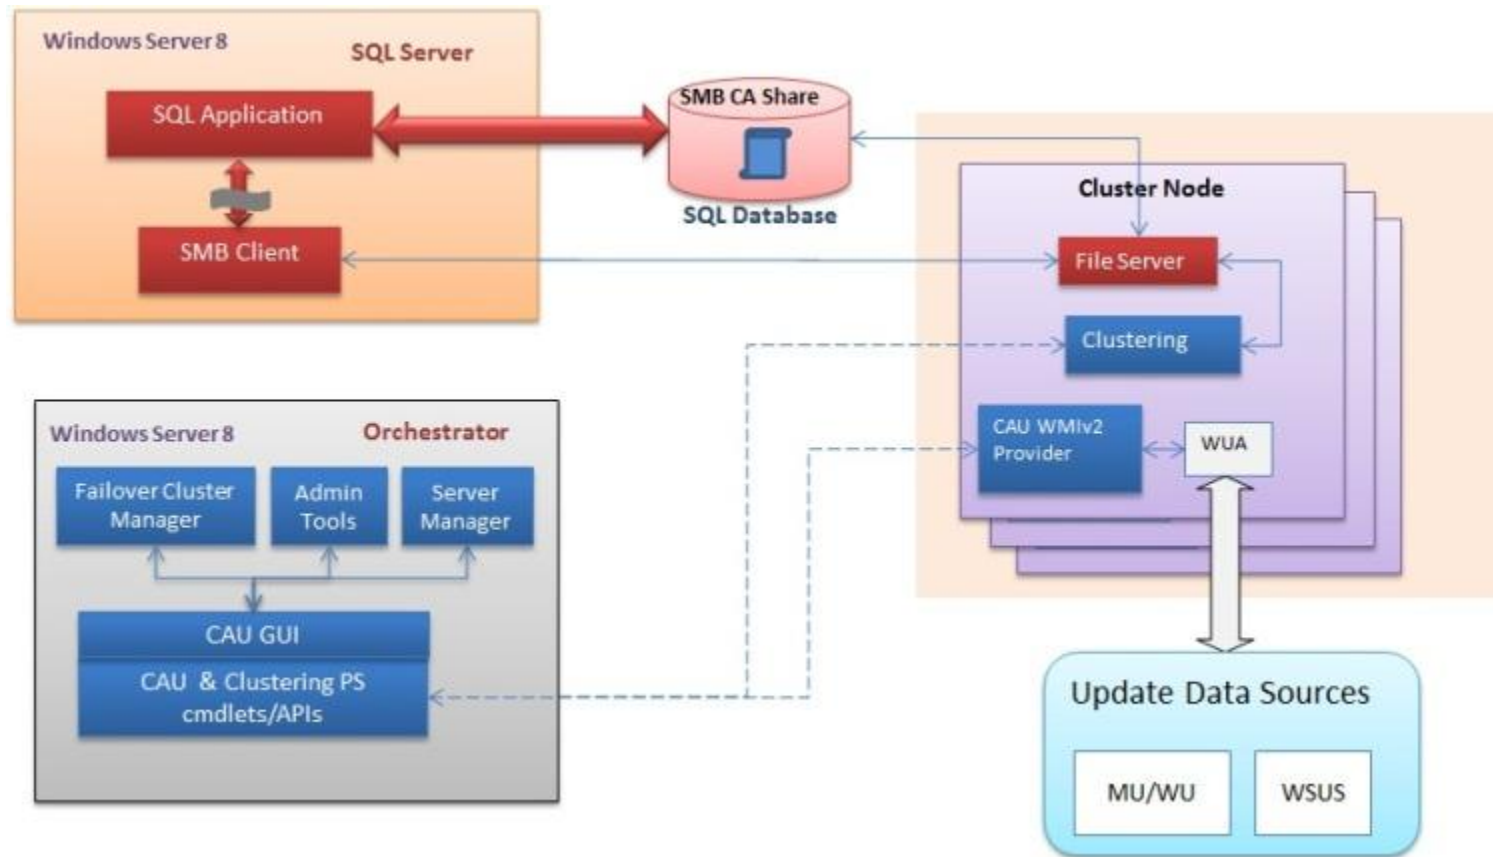 Windows Server 8
SQL Server
SQL Application
SMB Client
SMB CA Share
SQL Database
Cluster Node
File Server
Clustering
CAU WMIv2
Provider
WUA
Windows Server 8
Orchestrator
Failover Cluster
Manager
Admin
Tools
Server
Manager
CAU GUI
CAU & Clustering PS
cmdlets/APIs
Update Data Sources
MU/WU
WSUS